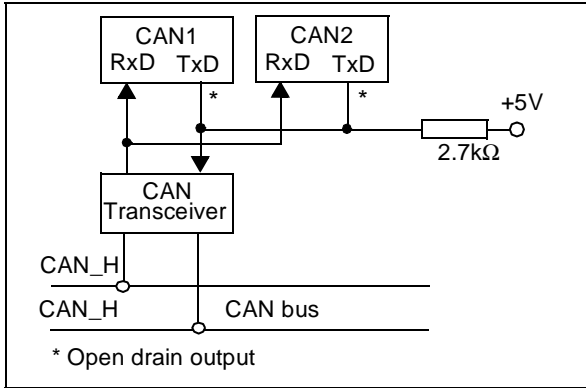 CAN1
RxD TxD
*
CAN2
RxD TxD
*
+5V
2.7kΩ
CAN
Transceiver
CAN_H
CAN_H CAN bus
* Open drain output